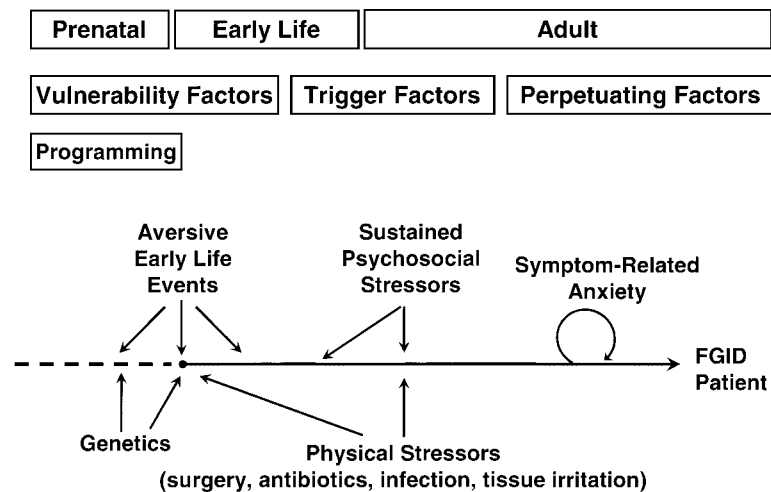 Prenatal
Early Life
Adult
Vulnerability Factors
Trigger Factors
Perpetuating Factors
Programming
Aversive
Early Life
Events
Sustained
Psychosocial
Stressors
Symptom-Related
Anxiety
FGID
Patient
Genetics
Physical Stressors
(surgery, antibiotics, infection, tissue irritation)